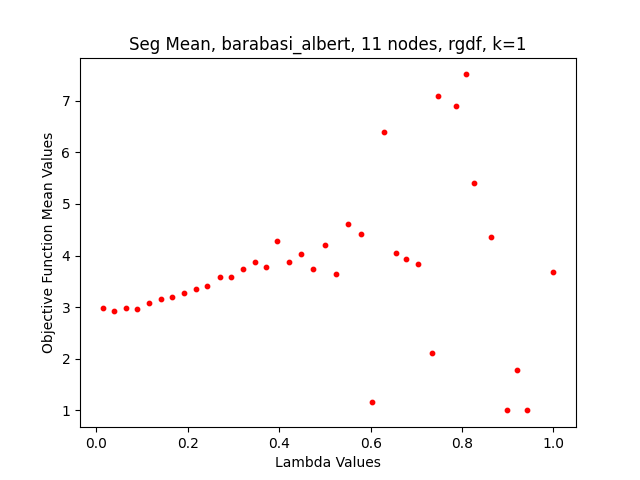 Seg Mean, barabasi_albert, 11 nodes, rgdf, k=1
Objective Function Mean Values
7
6
5
4
3
2
1
0.0 0.2 0.4 0.6 0.8 1.0
Lambda Values